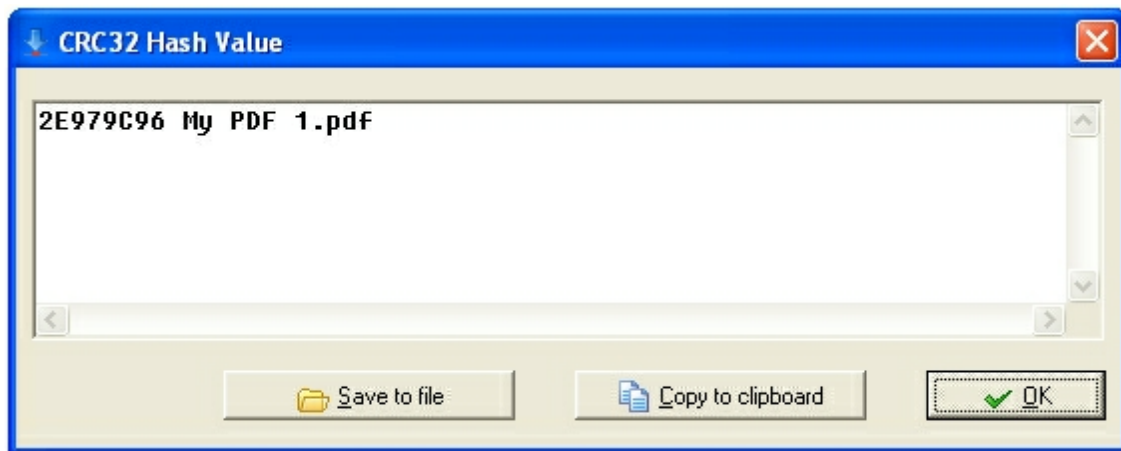 CRC32 Hash Value
2E979C96 My PDF 1.pdf
Save to file
Copy to clipboard
OK